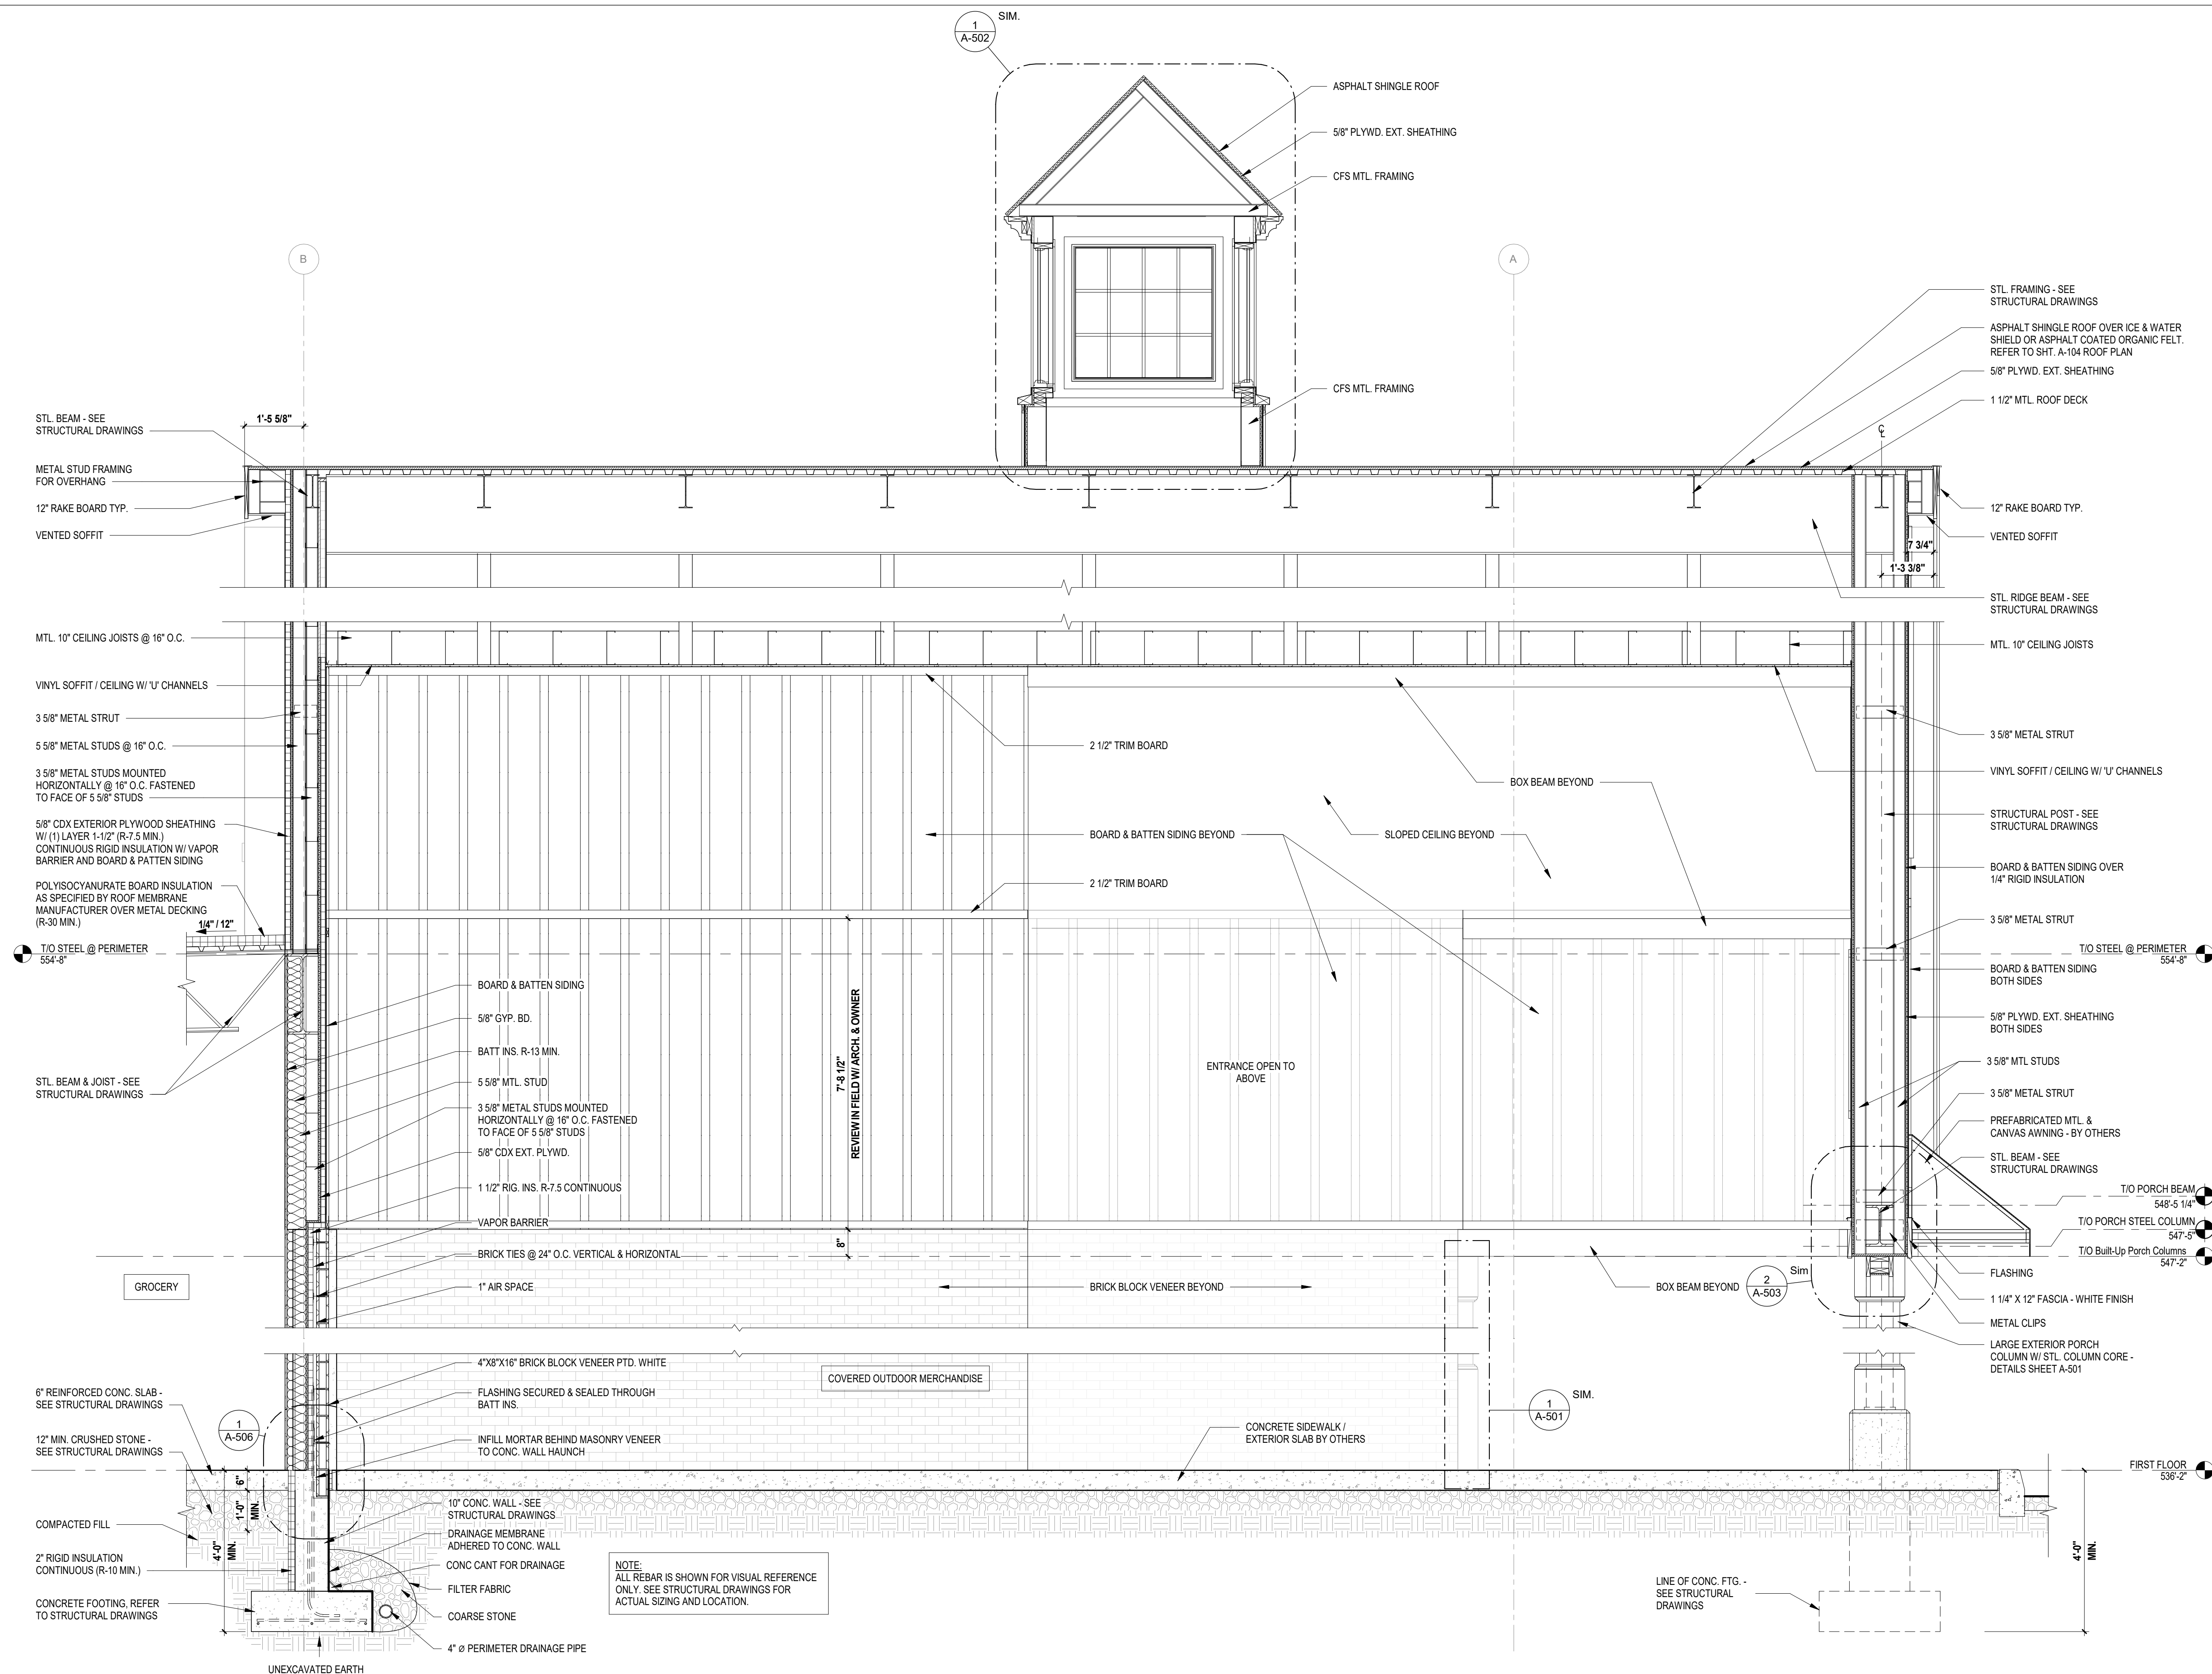 1
A-502
SIM.
ASPHALT SHINGLE ROOF
5/8" PLYWD. EXT. SHEATHING
CFS MTL. FRAMING
CFS MTL. FRAMING
B
A
STL. BEAM - SEE
STRUCTURAL DRAWINGS
METAL STUD FRAMING
FOR OVERHANG
12" RAKE BOARD TYP.
VENTED SOFFIT
1'-5 5/8"
MTL. 10" CEILING JOISTS @ 16" O.C.
VINYL SOFFIT / CEILING W/ 'U' CHANNELS
3 5/8" METAL STRUT
5 5/8" METAL STUDS @ 16" O.C.
3 5/8" METAL STUDS MOUNTED
HORIZONTALLY @ 16" O.C. FASTENED
TO FACE OF 5 5/8" STUDS
5/8" CDX EXTERIOR PLYWOOD SHEATHING
W/ (1) LAYER 1-1/2" (R-7.5 MIN.)
CONTINUOUS RIGID INSULATION W/ VAPOR
BARRIER AND BOARD & PATTEN SIDING
POLYISOCYANURATE BOARD INSULATION
AS SPECIFIED BY ROOF MEMBRANE
MANUFACTURER OVER METAL DECKING
(R-30 MIN.)
1/4" / 12"
T/O STEEL @ PERIMETER
554'-8"
STL. BEAM & JOIST - SEE
STRUCTURAL DRAWINGS
GROCERY
6" REINFORCED CONC. SLAB -
SEE STRUCTURAL DRAWINGS
12" MIN. CRUSHED STONE -
SEE STRUCTURAL DRAWINGS
COMPACTED FILL
2" RIGID INSULATION
CONTINUOUS (R-10 MIN.)
CONCRETE FOOTING, REFER
TO STRUCTURAL DRAWINGS
1
A-506
6"
1'-0"
MIN.
4'-0"
MIN.
UNEXCAVATED EARTH
BOARD & BATTEN SIDING
5/8" GYP. BD.
BATT INS. R-13 MIN.
5 5/8" MTL. STUD
3 5/8" METAL STUDS MOUNTED
HORIZONTALLY @ 16" O.C. FASTENED
TO FACE OF 5 5/8" STUDS
5/8" CDX EXT. PLYWD.
1 1/2" RIG. INS. R-7.5 CONTINUOUS
VAPOR BARRIER
BRICK TIES @ 24" O.C. VERTICAL & HORIZONTAL
1" AIR SPACE
4"X8"X16" BRICK BLOCK VENEER PTD. WHITE
FLASHING SECURED & SEALED THROUGH
BATT INS.
INFILL MORTAR BEHIND MASONRY VENEER
TO CONC. WALL HAUNCH
10" CONC. WALL - SEE
STRUCTURAL DRAWINGS
DRAINAGE MEMBRANE
ADHERED TO CONC. WALL
CONC CANT FOR DRAINAGE
FILTER FABRIC
COARSE STONE
4" Ø PERIMETER DRAINAGE PIPE
NOTE:
ALL REBAR IS SHOWN FOR VISUAL REFERENCE
ONLY. SEE STRUCTURAL DRAWINGS FOR
ACTUAL SIZING AND LOCATION.
2 1/2" TRIM BOARD
BOARD & BATTEN SIDING BEYOND
2 1/2" TRIM BOARD
BOX BEAM BEYOND
SLOPED CEILING BEYOND
7'-8 1/2"
REVIEW IN FIELD W/ ARCH. & OWNER
8"
ENTRANCE OPEN TO
ABOVE
BRICK BLOCK VENEER BEYOND
COVERED OUTDOOR MERCHANDISE
BOX BEAM BEYOND
2
A-503
Sim
1
A-501
SIM.
CONCRETE SIDEWALK /
EXTERIOR SLAB BY OTHERS
LINE OF CONC. FTG. -
SEE STRUCTURAL
DRAWINGS
STL. FRAMING - SEE
STRUCTURAL DRAWINGS
ASPHALT SHINGLE ROOF OVER ICE & WATER
SHIELD OR ASPHALT COATED ORGANIC FELT.
REFER TO SHT. A-104 ROOF PLAN
5/8" PLYWD. EXT. SHEATHING
1 1/2" MTL. ROOF DECK
CL
12" RAKE BOARD TYP.
VENTED SOFFIT
7 3/4"
1'-3 3/8"
STL. RIDGE BEAM - SEE
STRUCTURAL DRAWINGS
MTL. 10" CEILING JOISTS
3 5/8" METAL STRUT
VINYL SOFFIT / CEILING W/ 'U' CHANNELS
STRUCTURAL POST - SEE
STRUCTURAL DRAWINGS
BOARD & BATTEN SIDING OVER
1/4" RIGID INSULATION
3 5/8" METAL STRUT
T/O STEEL @ PERIMETER
554'-8"
BOARD & BATTEN SIDING
BOTH SIDES
5/8" PLYWD. EXT. SHEATHING
BOTH SIDES
3 5/8" MTL STUDS
3 5/8" METAL STRUT
PREFABRICATED MTL. &
CANVAS AWNING - BY OTHERS
STL. BEAM - SEE
STRUCTURAL DRAWINGS
T/O PORCH BEAM
548'-5 1/4"
T/O PORCH STEEL COLUMN
547'-5"
T/O Built-Up Porch Columns
547'-2"
FLASHING
1 1/4" X 12" FASCIA - WHITE FINISH
METAL CLIPS
LARGE EXTERIOR PORCH
COLUMN W/ STL. COLUMN CORE -
DETAILS SHEET A-501
FIRST FLOOR
536'-2"
4'-0"
MIN.